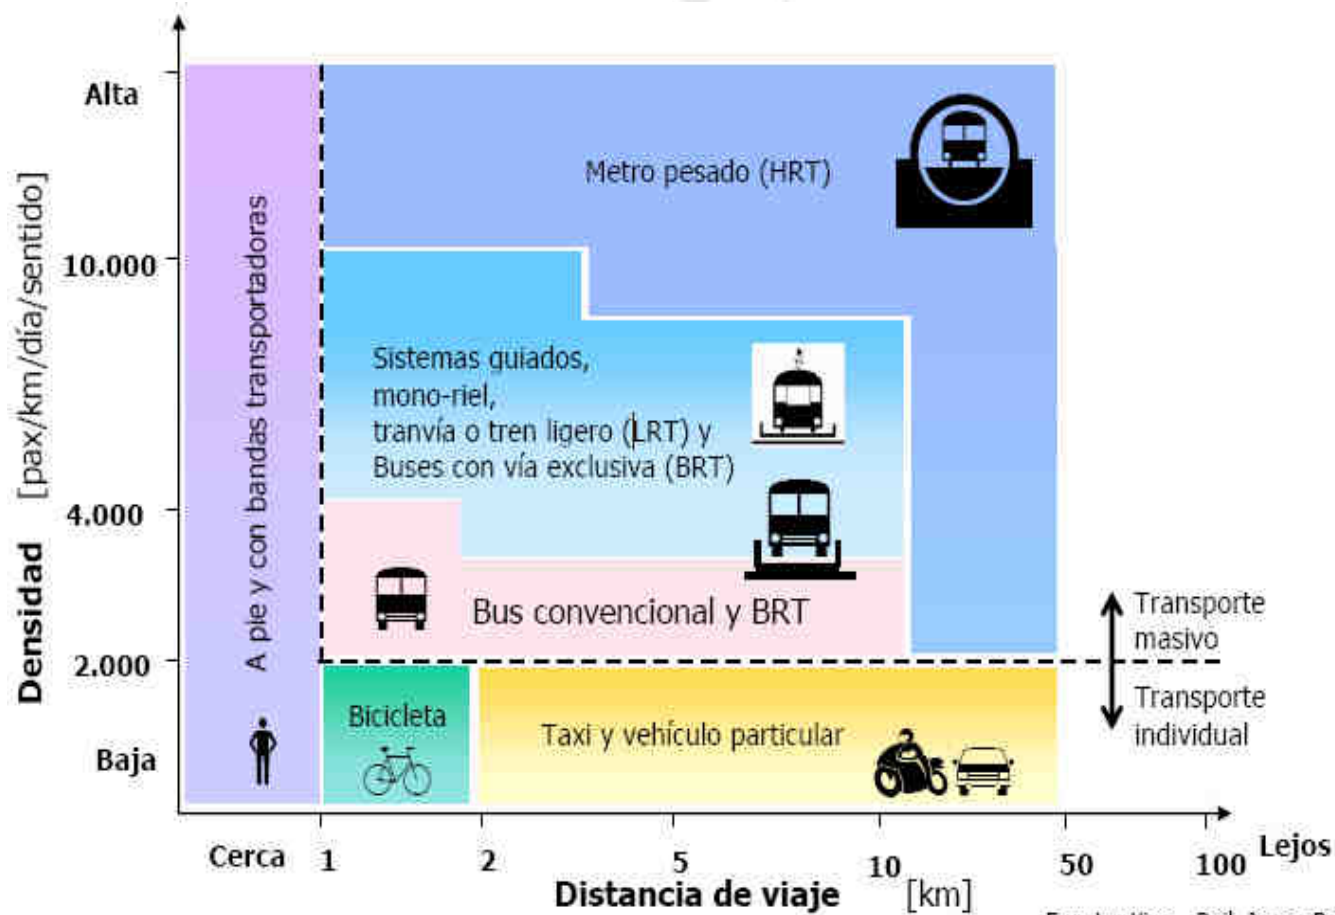 Alta
10.000
4.000
2.000
Baja
Densidad [pax/km/día/sentido]
A pie y con bandas transportadoras
Metro pesado (HRT)
Sistemas guiados,
mono-riel,
tranvía o tren ligero (LRT) y
Buses con vía exclusiva (BRT)
Bus convencional y BRT
Bicicleta
Taxi y vehículo particular
Transporte
masivo
Transporte
individual
Cerca 1 2 5 10 50 100 Lejos
Distancia de viaje [km]